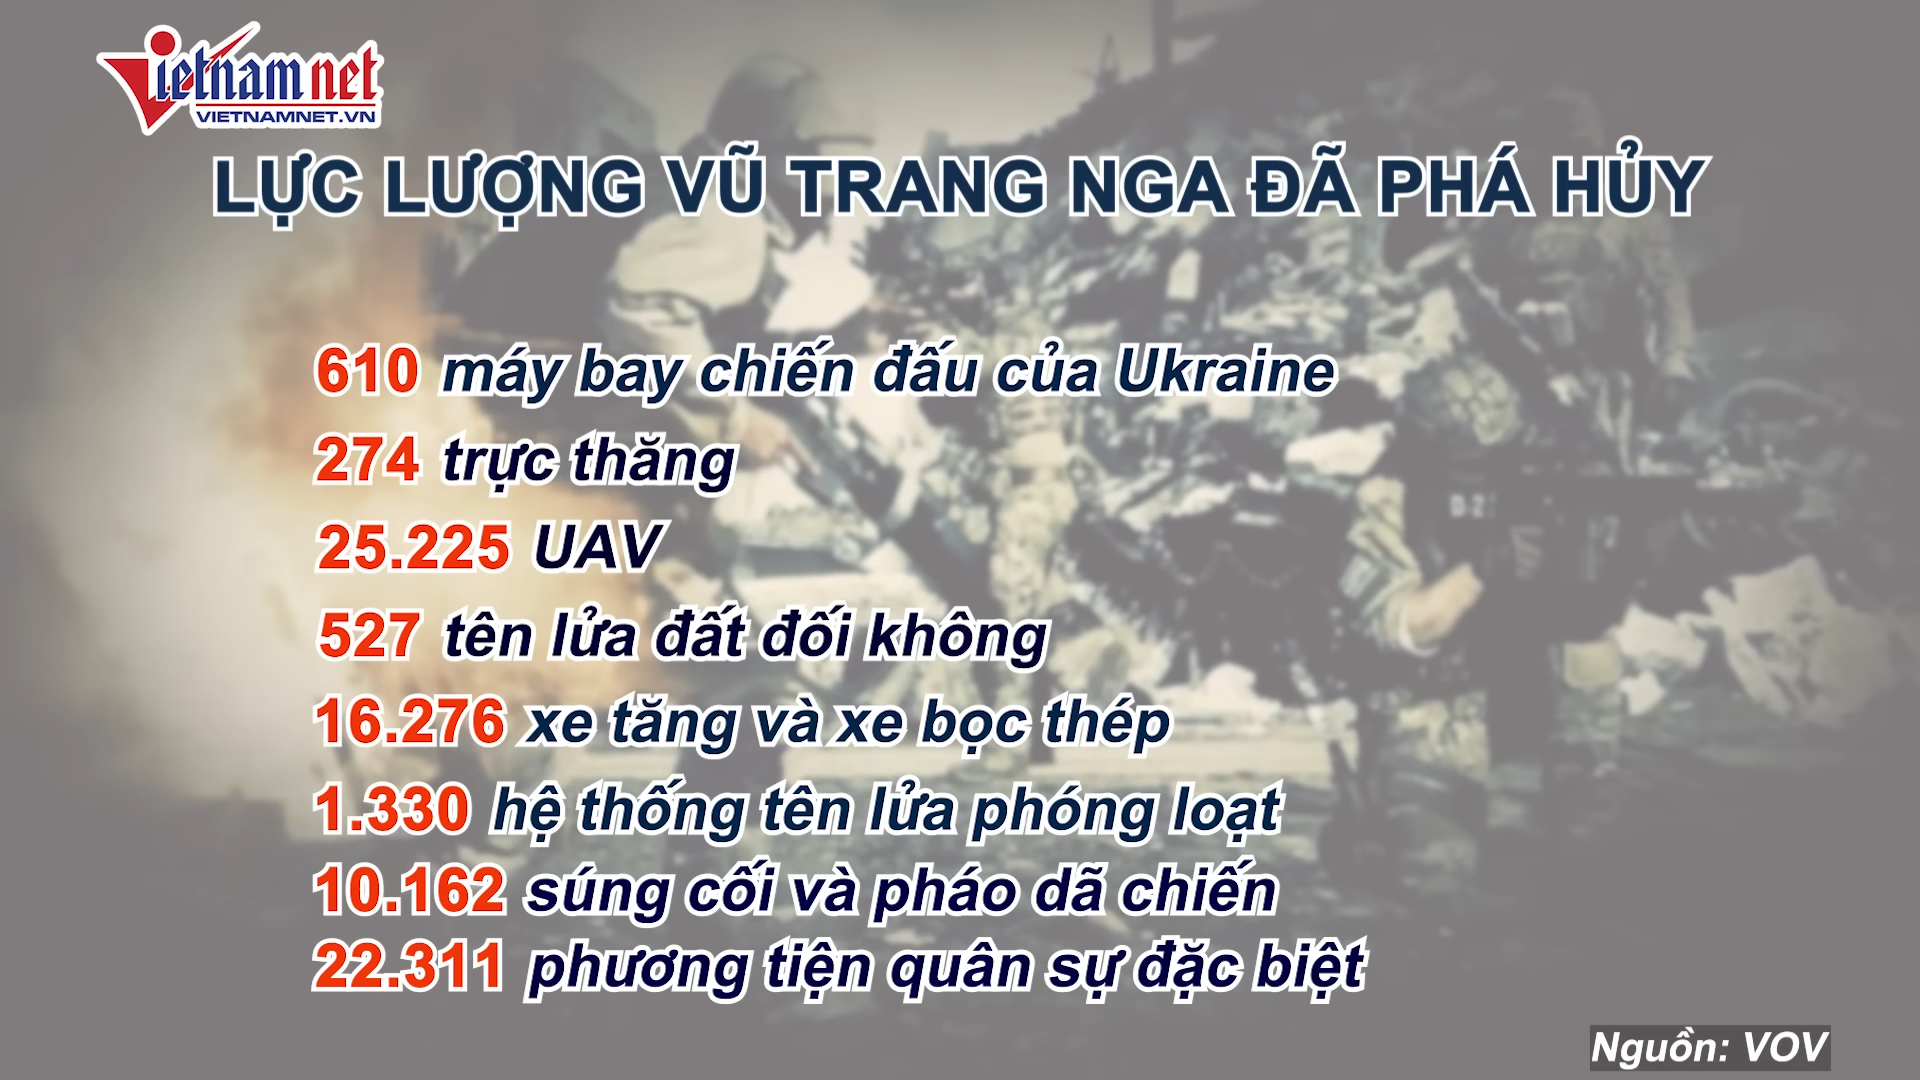 vietnamnet
VIETNAMNET.VN
LỰC LƯỢNG VŨ TRANG NGA ĐÃ PHÁ HỦY
610 máy bay chiến đấu của Ukraine
274 trực thăng
25.225 UAV
527 tên lửa đất đối không
16.276 xe tăng và xe bọc thép
1.330 hệ thống tên lửa phóng loạt
10.162 súng cối và pháo dã chiến
22.311 phương tiện quân sự đặc biệt
Nguồn: VOV